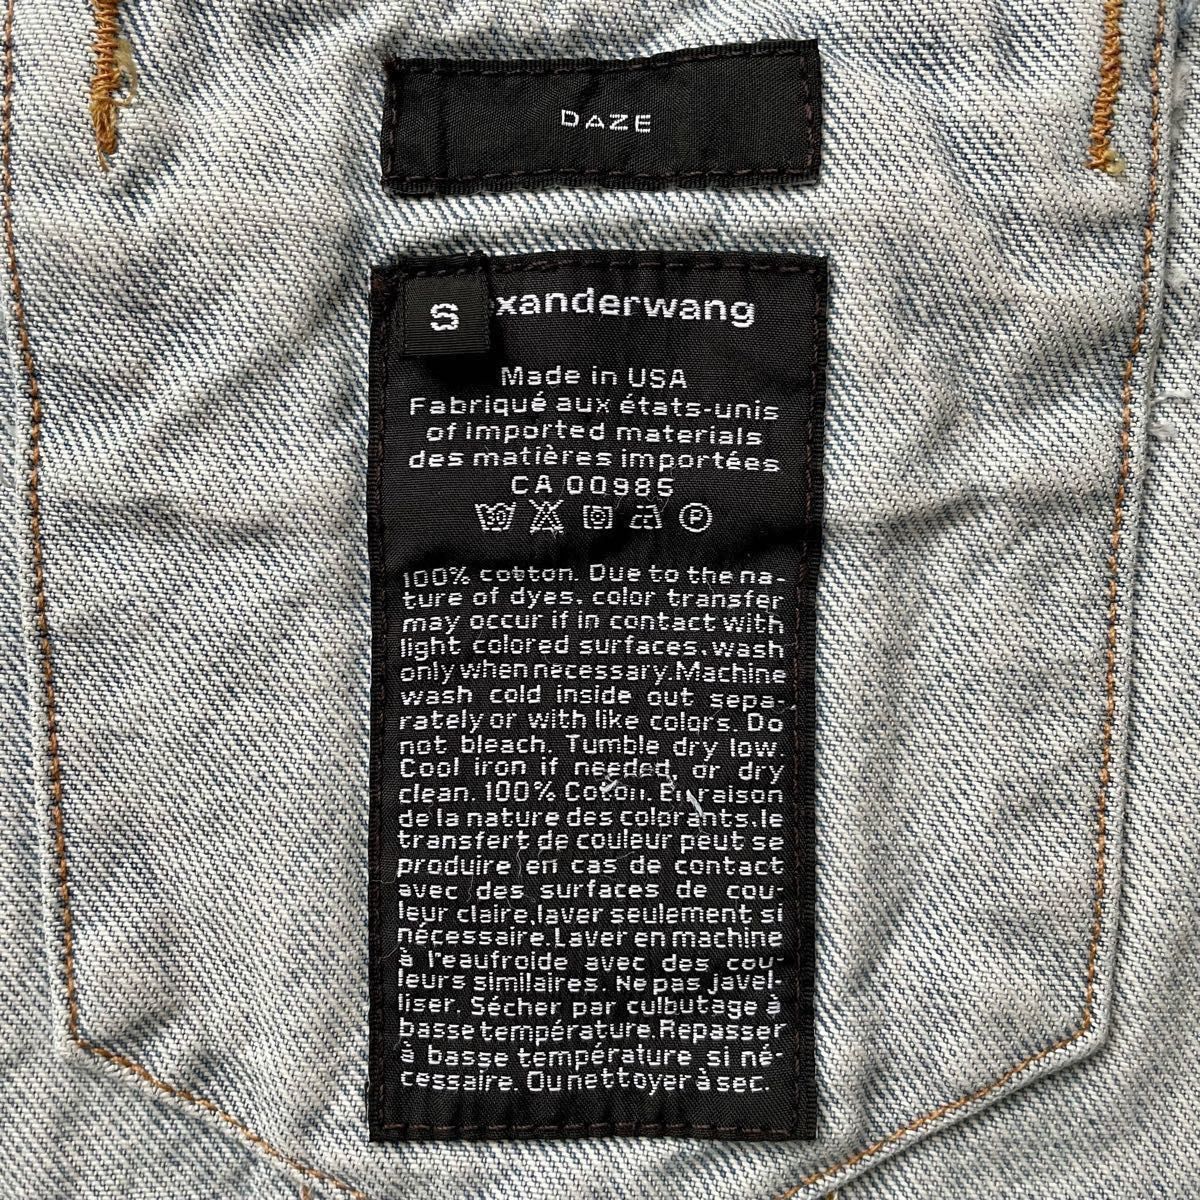 DAZE
S
xanderwang
Made in USA
Fabriqué aux états-unis
of imported materials
des matières importées
CA 00985
30
P
100% cotton. Due to the na-
ture of dyes, color transfer
may occur if in contact with
light colored surfaces.wash
only when necessary.Machine
wash cold inside out sepa-
rately or with like colors. Do
not bleach. Tumble dry low.
Cool iron if needed, or dry
clean. 100% Coton. En raison
de la nature des colorants.le
transfert de couleur peut se
produire en cas de contact
avec des surfaces de cou-
leur claire,laver seulement si
nécessaire.Laver en machine
à l'eaufroide avec des cou-
leurs similaires. Ne pas javel-
liser. Sécher par culbutage à
basse température.Repasser
à basse température si né-
cessaire. Ou nettoyer à sec.